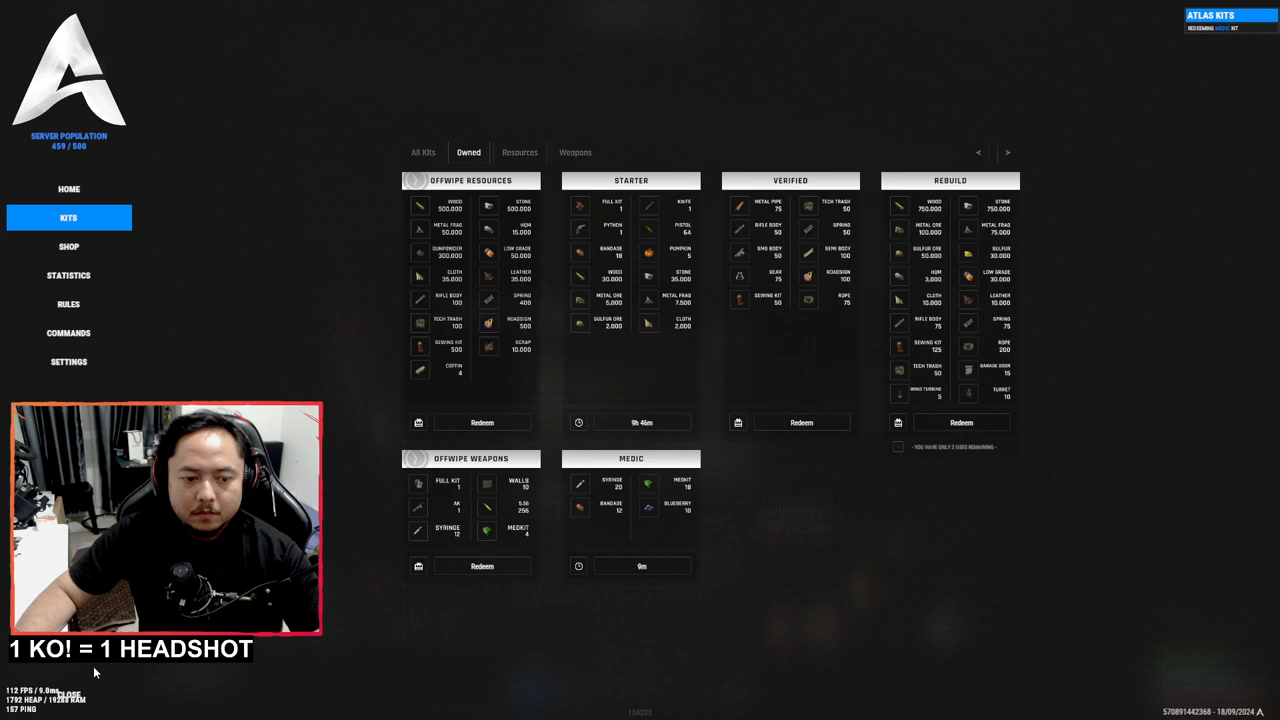 ATLAS KITS
REDEEMING MEDIC KIT
SERVER POPULATION
459 / 500
HOME
KITS
SHOP
STATISTICS
RULES
COMMANDS
SETTINGS
All Kits Owned Resources Weapons < >
OFFWIPE RESOURCES
WOOD 500.000 STONE 500.000
METAL FRAG 50.000 HQM 15.000
GUNPOWDER 300.000 LOW GRADE 50.000
CLOTH 35.000 LEATHER 35.000
RIFLE BODY 100 SPRING 400
TECH TRASH 100 ROADSIGN 500
SEWING KIT 500 SCRAP 10.000
COFFIN 4
Redeem
STARTER
FULL KIT 1 KNIFE 1
PYTHON 1 PISTOL 64
BANDAGE 18 PUMPKIN 5
WOOD 30.000 STONE 35.000
METAL ORE 5.000 METAL FRAG 7.500
SULFUR ORE 2.000 CLOTH 2.000
9h 46m
VERIFIED
METAL PIPE 75 TECH TRASH 50
RIFLE BODY 50 SPRING 50
SMG BODY 50 SEMI BODY 100
GEAR 75 ROADSIGN 100
SEWING KIT 50 ROPE 75
Redeem
REBUILD
WOOD 750.000 STONE 750.000
METAL ORE 100.000 METAL FRAG 75.000
SULFUR ORE 50.000 SULFUR 30.000
HQM 3,000 LOW GRADE 30.000
CLOTH 10.000 LEATHER 10.000
RIFLE BODY 75 SPRING 75
SEWING KIT 125 ROPE 200
TECH TRASH 50 GARAGE DOOR 15
WIND TURBINE 5 TURRET 10
Redeem
- YOU HAVE ONLY 2 USES REMAINING -
OFFWIPE WEAPONS
FULL KIT 1 WALLS 10
AK 1 5.56 256
SYRINGE 12 MEDKIT 4
Redeem
MEDIC
SYRINGE 20 MEDKIT 18
BANDAGE 12 BLUEBERRY 10
9m
1 KO! = 1 HEADSHOT
CLOSE
112 FPS / 9.0ms
1792 HEAP / 19288 RAM
157 PING
104205
570891442368 - 18/09/2024